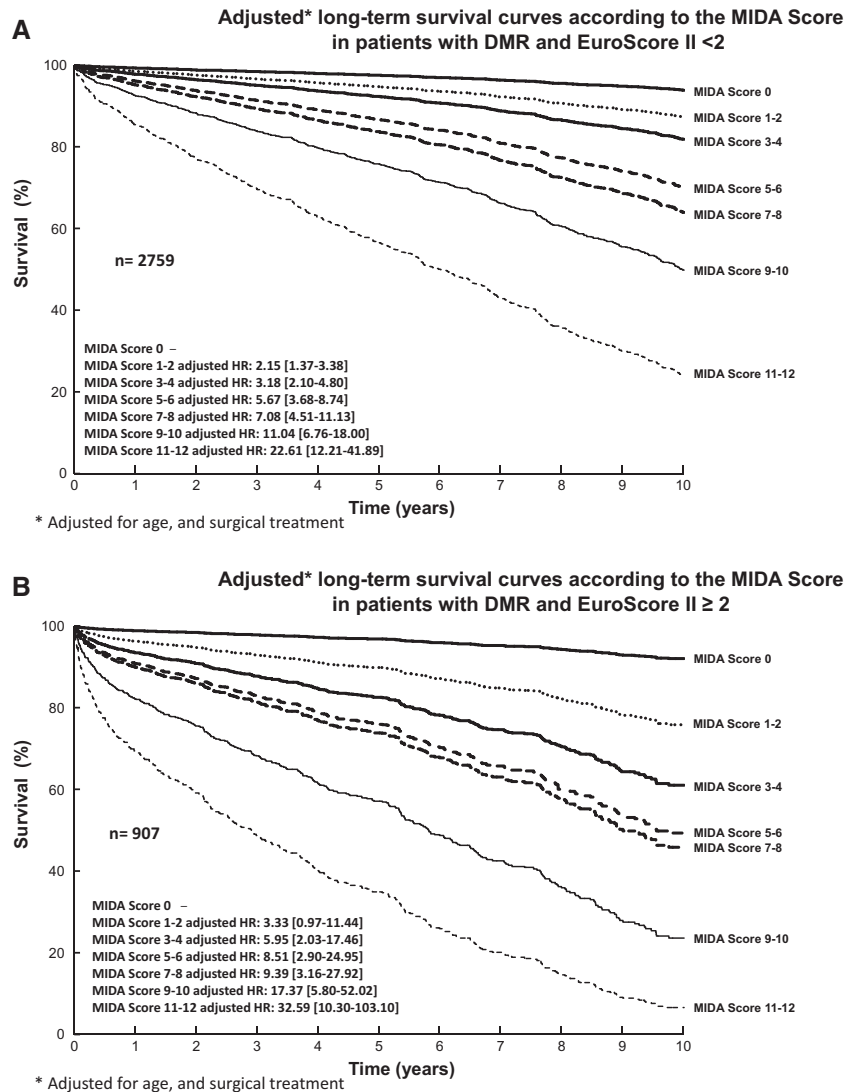 A
Adjusted* long-term survival curves according to the MIDA Score
in patients with DMR and EuroScore II <2
100
80
60
40
20
0
Survival (%)
MIDA Score 0
MIDA Score 1-2
MIDA Score 3-4
MIDA Score 5-6
MIDA Score 7-8
MIDA Score 9-10
MIDA Score 11-12
n= 2759
MIDA Score 0 –
MIDA Score 1-2 adjusted HR: 2.15 [1.37-3.38]
MIDA Score 3-4 adjusted HR: 3.18 [2.10-4.80]
MIDA Score 5-6 adjusted HR: 5.67 [3.68-8.74]
MIDA Score 7-8 adjusted HR: 7.08 [4.51-11.13]
MIDA Score 9-10 adjusted HR: 11.04 [6.76-18.00]
MIDA Score 11-12 adjusted HR: 22.61 [12.21-41.89]
0 1 2 3 4 5 6 7 8 9 10
Time (years)
* Adjusted for age, and surgical treatment
B
Adjusted* long-term survival curves according to the MIDA Score
in patients with DMR and EuroScore II ≥ 2
100
80
60
40
20
0
Survival (%)
MIDA Score 0
MIDA Score 1-2
MIDA Score 3-4
MIDA Score 5-6
MIDA Score 7-8
MIDA Score 9-10
MIDA Score 11-12
n= 907
MIDA Score 0 –
MIDA Score 1-2 adjusted HR: 3.33 [0.97-11.44]
MIDA Score 3-4 adjusted HR: 5.95 [2.03-17.46]
MIDA Score 5-6 adjusted HR: 8.51 [2.90-24.95]
MIDA Score 7-8 adjusted HR: 9.39 [3.16-27.92]
MIDA Score 9-10 adjusted HR: 17.37 [5.80-52.02]
MIDA Score 11-12 adjusted HR: 32.59 [10.30-103.10]
0 1 2 3 4 5 6 7 8 9 10
Time (years)
* Adjusted for age, and surgical treatment